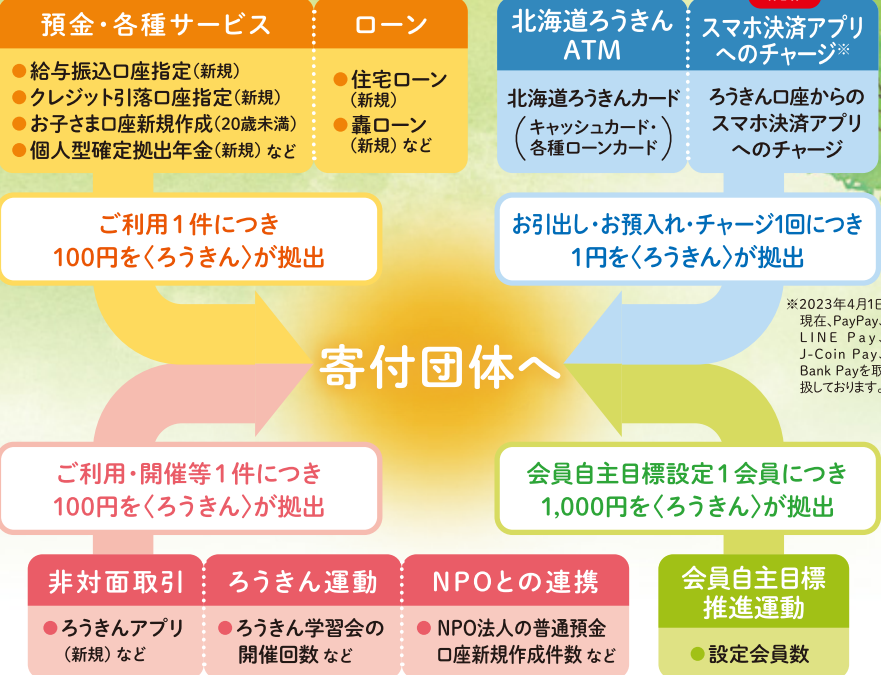 預金・各種サービス
●給与振込口座指定(新規)
●クレジット引落口座指定(新規)
●お子さま口座新規作成(20歳未満)
●個人型確定拠出年金(新規)など
ローン
●住宅ローン
(新規)
●轟ローン
(新規)など
北海道ろうきん
ATM
北海道ろうきんカード
(キャッシュカード・
各種ローンカード)
スマホ決済アプリ
へのチャージ※
ろうきん口座からの
スマホ決済アプリ
へのチャージ
ご利用1件につき
100円を〈ろうきん〉が拠出
お引出し・お預入れ・チャージ1回につき
1円を〈ろうきん〉が拠出
※2023年4月1日
現在、PayPay、
LINE Pay、
J-Coin Pay、
Bank Payを取
扱しております。
寄付団体へ
ご利用・開催等1件につき
100円を〈ろうきん〉が拠出
会員自主目標設定1会員につき
1,000円を〈ろうきん〉が拠出
非対面取引
●ろうきんアプリ
(新規)など
ろうきん運動
●ろうきん学習会の
開催回数など
NPOとの連携
●NPO法人の普通預金
口座新規作成件数など
会員自主目標
推進運動
●設定会員数